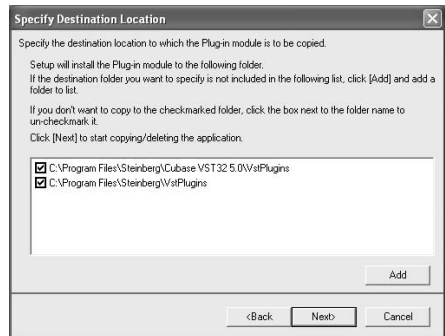 Specify Destination Location
Specify the destination location to which the Plug-in module is to be copied.
Setup will install the Plug-in module to the following folder.
If the destination folder you want to specify is not included in the following list, click [Add] and add a
folder to list.
If you don't want to copy to the checkmarked folder, click the box next to the folder name to
un-checkmark it.
Click [Next] to start copying/deleting the application.
C:\Program Files\Steinberg\Cubase VST32 5.0\VstPlugins
C:\Program Files\Steinberg\VstPlugins
Add
<Back
Next>
Cancel